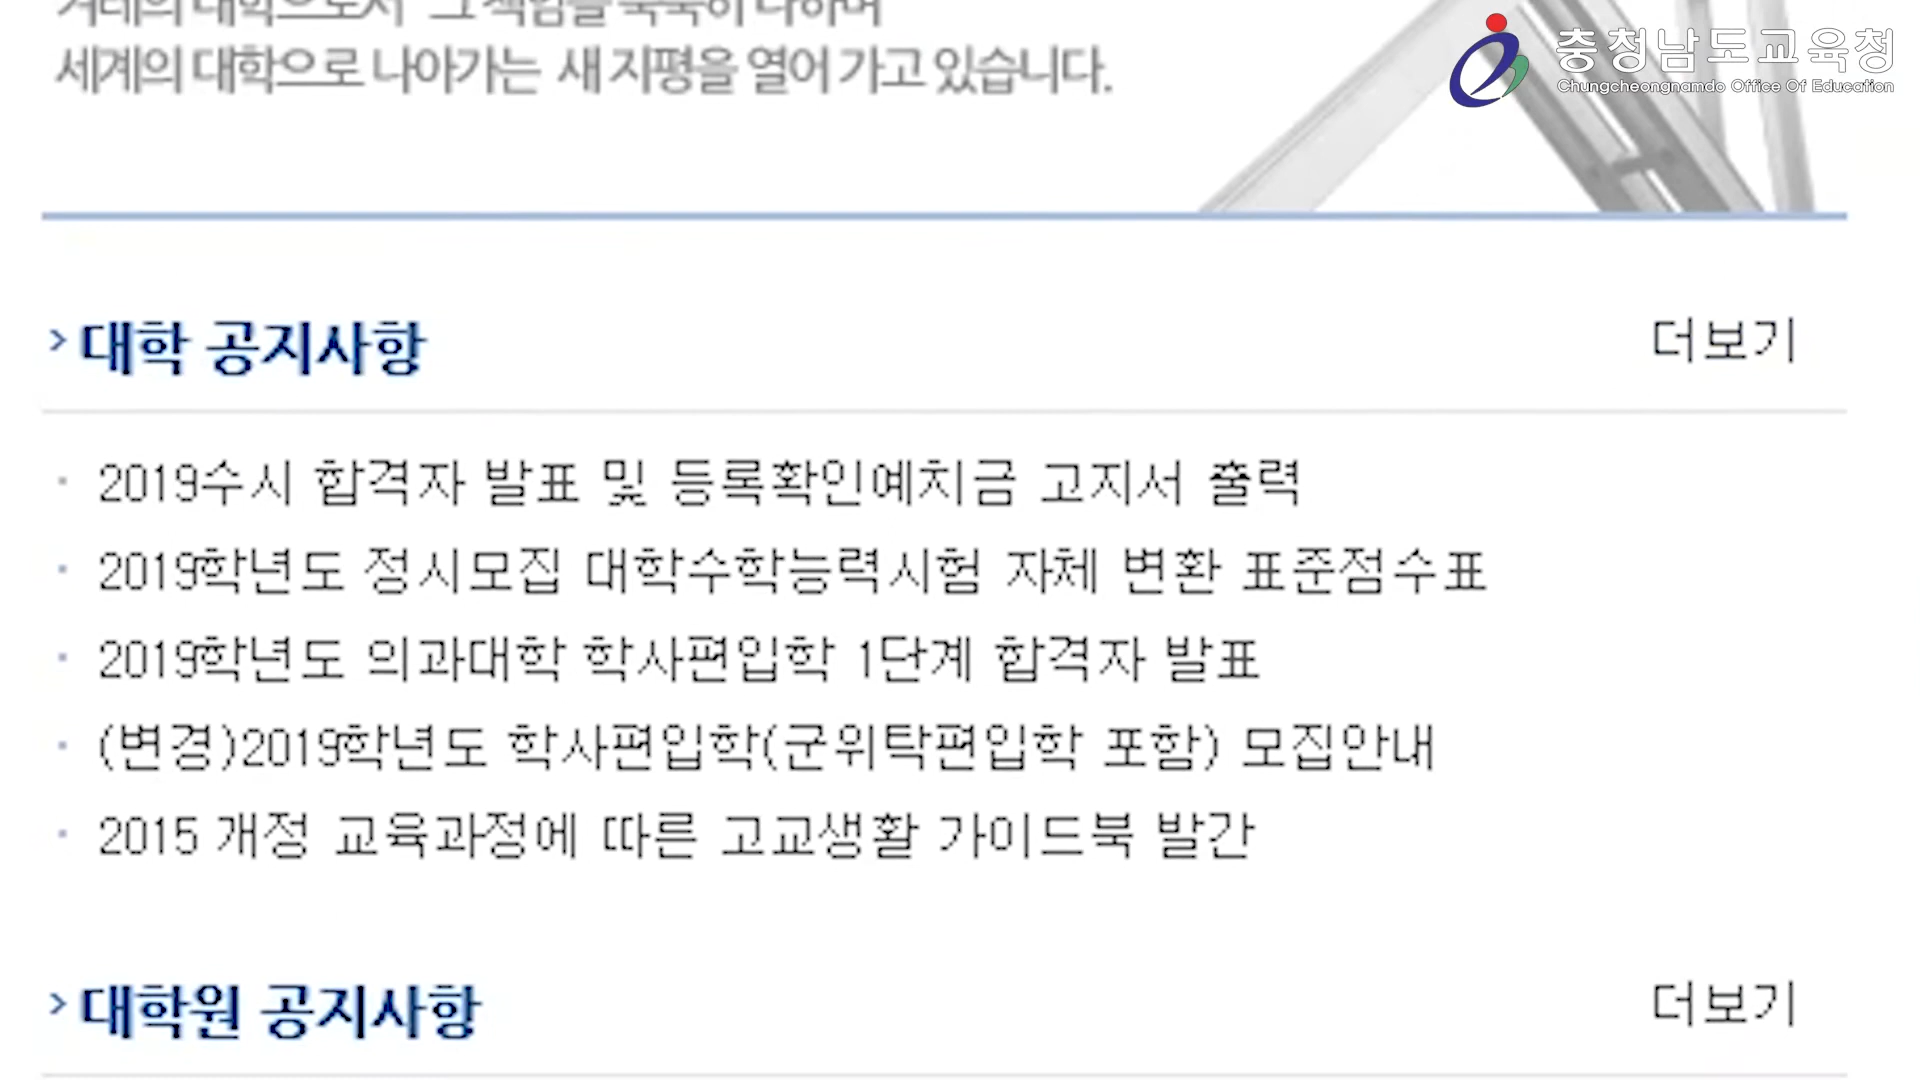 세계의 대학으로 나아가는 새 지평을 열어 가고 있습니다.
충청남도교육청
Chungcheongnamdo Office Of Education
> 대학 공지사항
더보기
· 2019수시 합격자 발표 및 등록확인예치금 고지서 출력
· 2019학년도 정시모집 대학수학능력시험 자체 변환 표준점수표
· 2019학년도 의과대학 학사편입학 1단계 합격자 발표
· (변경)2019학년도 학사편입학(군위탁편입학 포함) 모집안내
· 2015 개정 교육과정에 따른 고교생활 가이드북 발간
> 대학원 공지사항
더보기